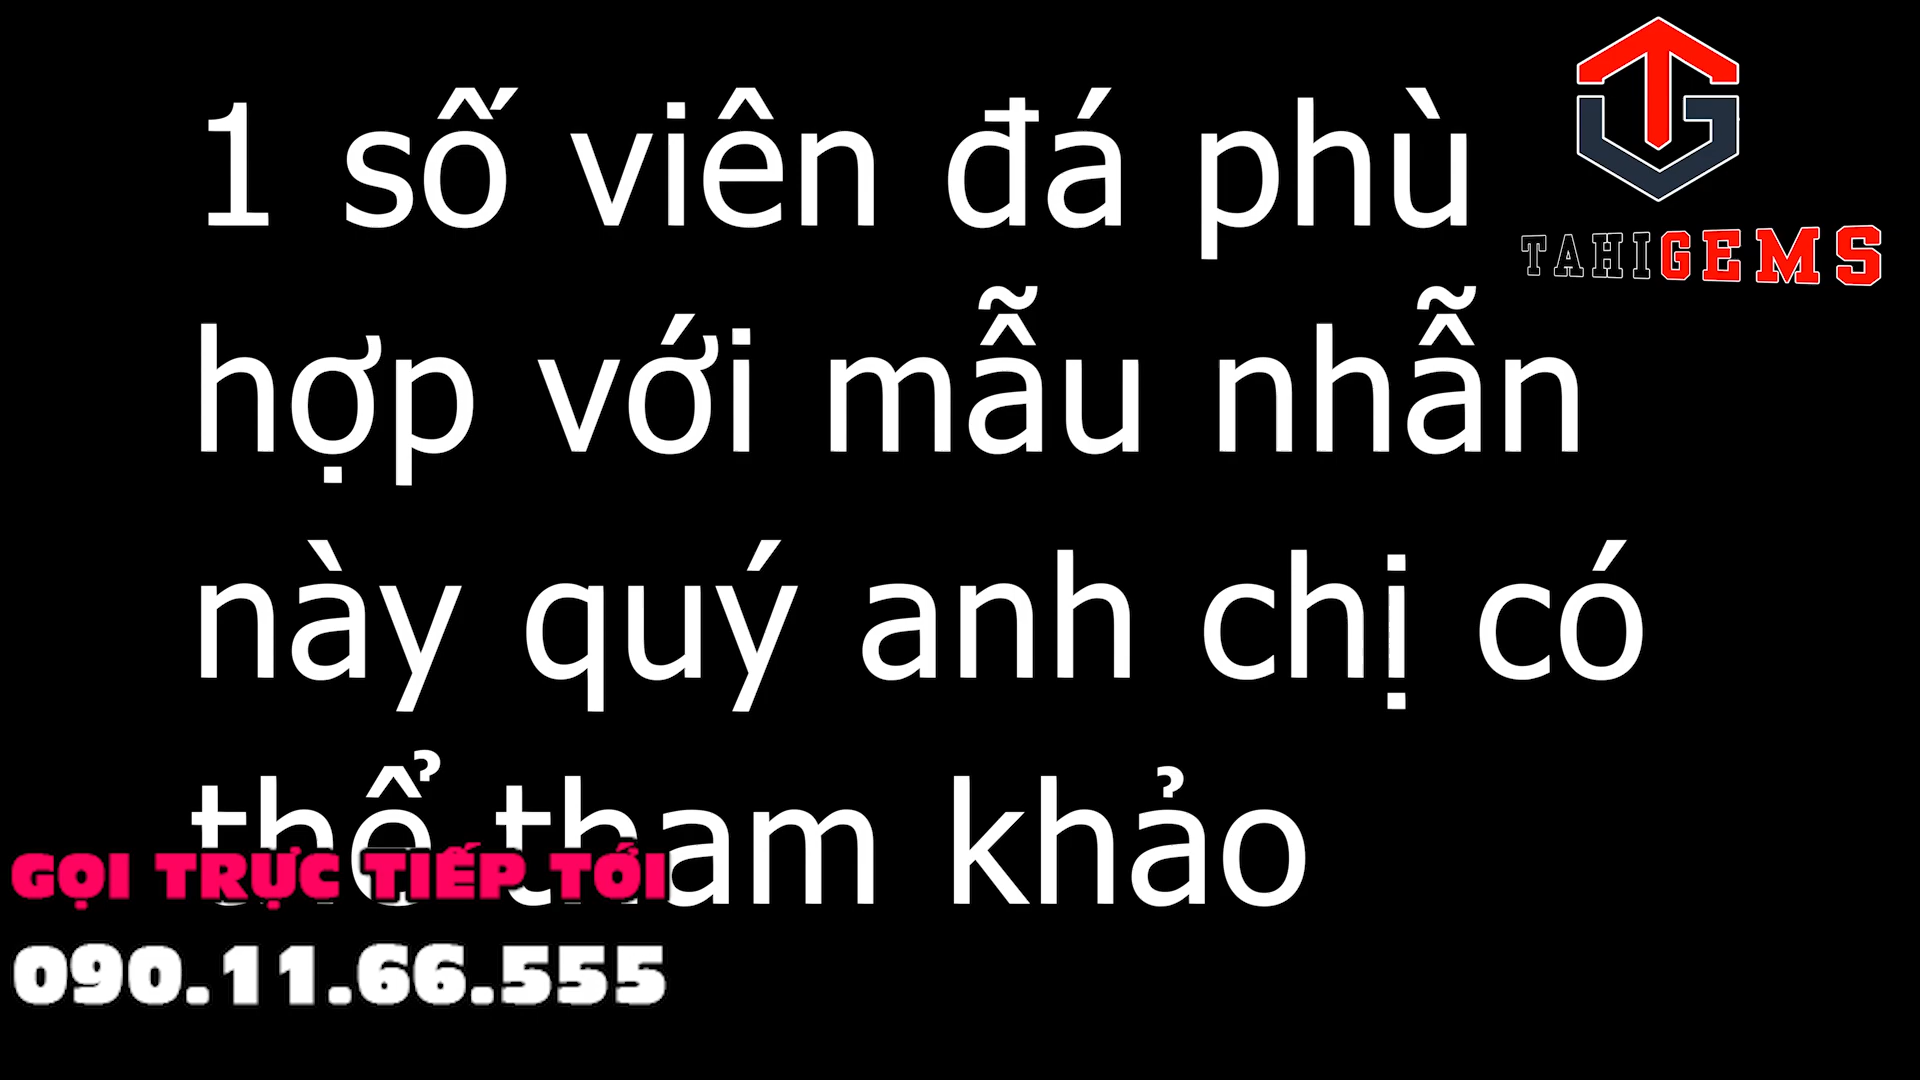 1 số viên đá phù
hợp với mẫu nhẫn
này quý anh chị có
thể tham khảo
TAHIGEMS
GỌI TRỰC TIẾP TỚI
090.11.66.555